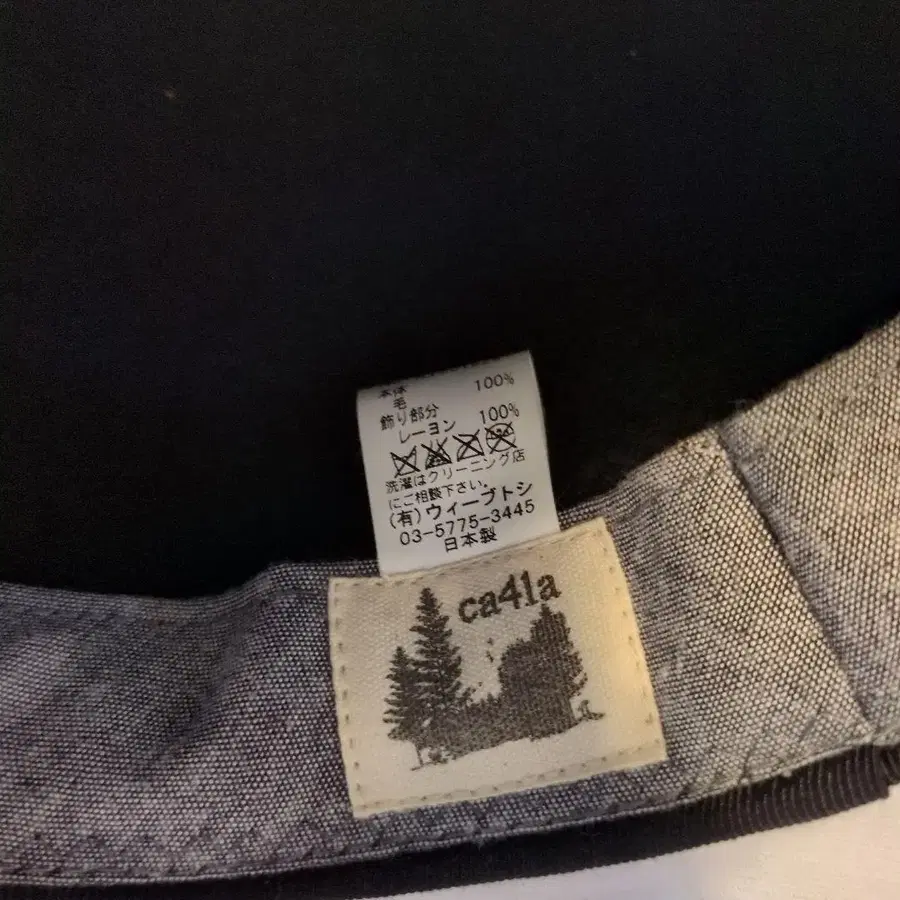 本体
毛 100%
飾り部分
レーヨン 100%
洗濯はクリーニング店
にご相談下さい。
(有)ウィーブトシ
03-5775-3445
日本製
ca4la